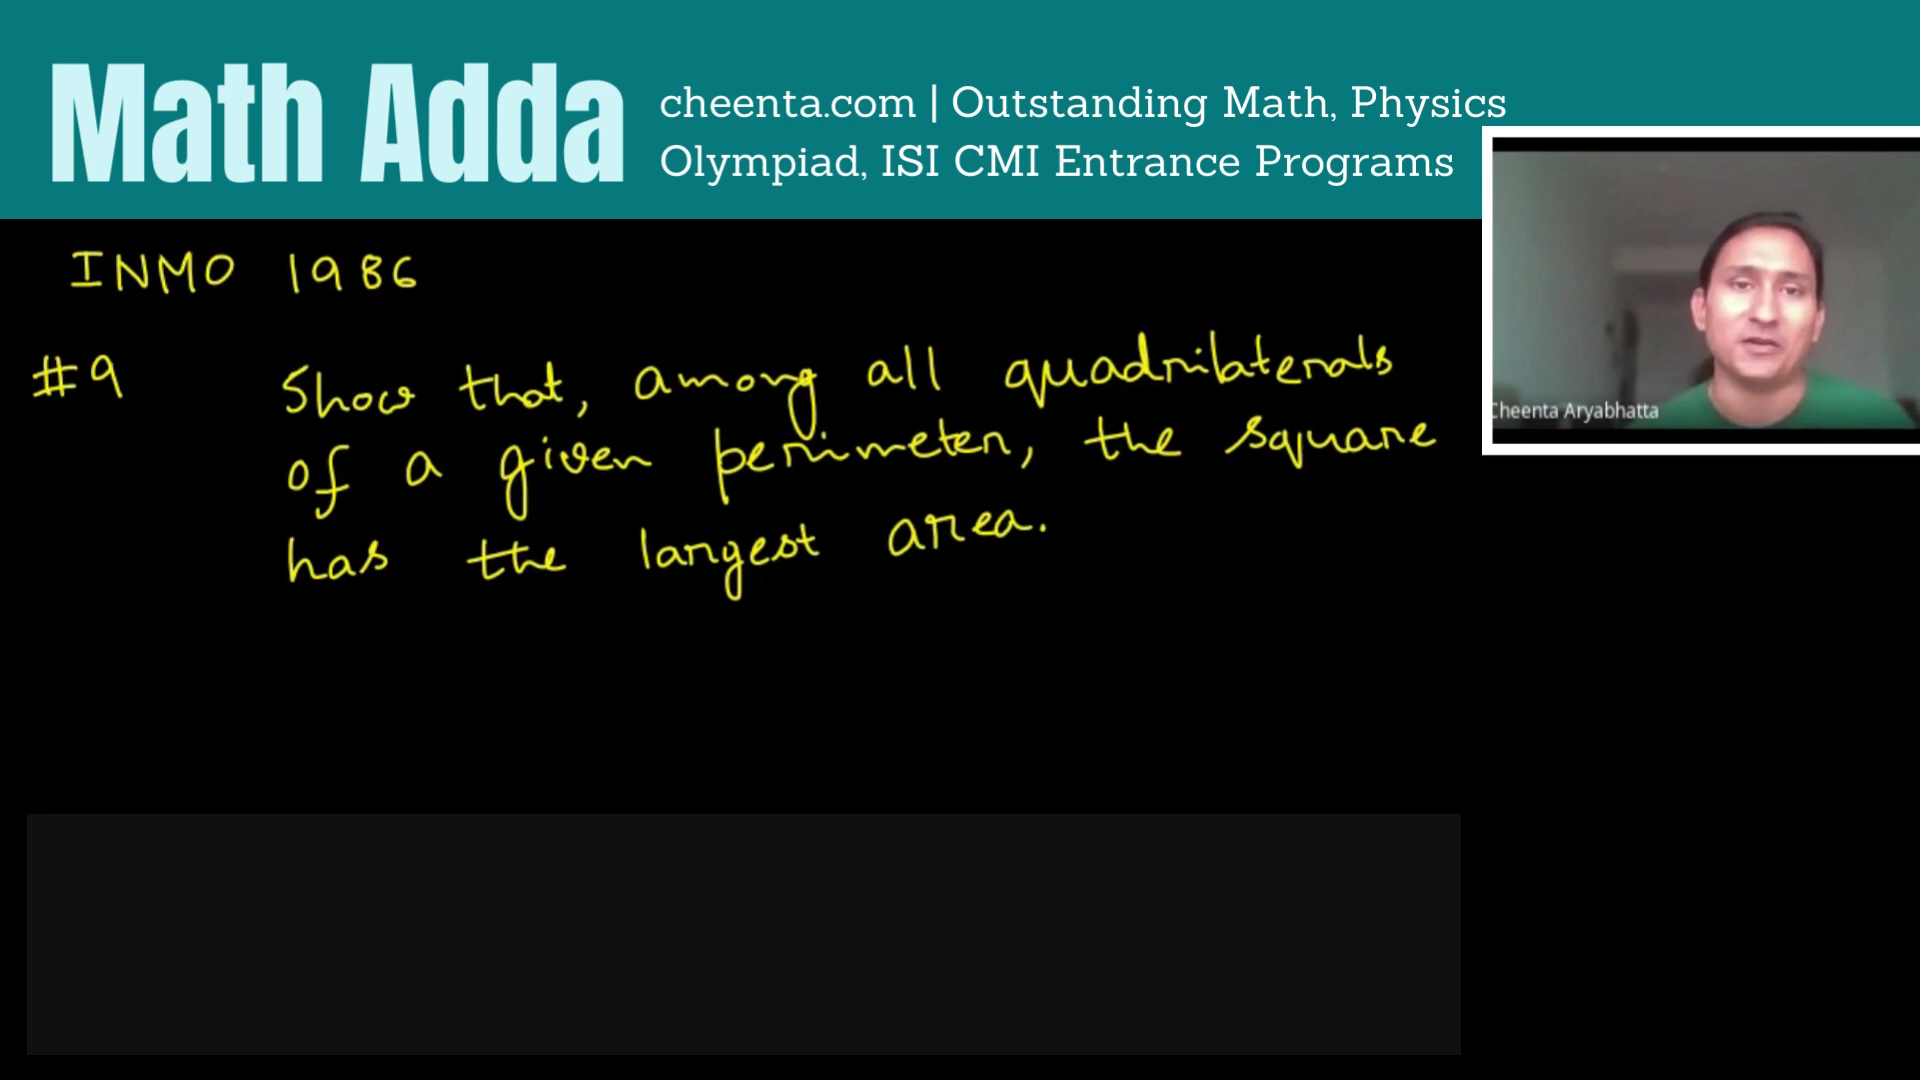 Math Adda
cheenta.com | Outstanding Math, Physics
Olympiad, ISI CMI Entrance Programs
INMO 1986
#9 Show that, among all quadrilaterals
of a given perimeter, the square
has the largest area.
Cheenta Aryabhatta